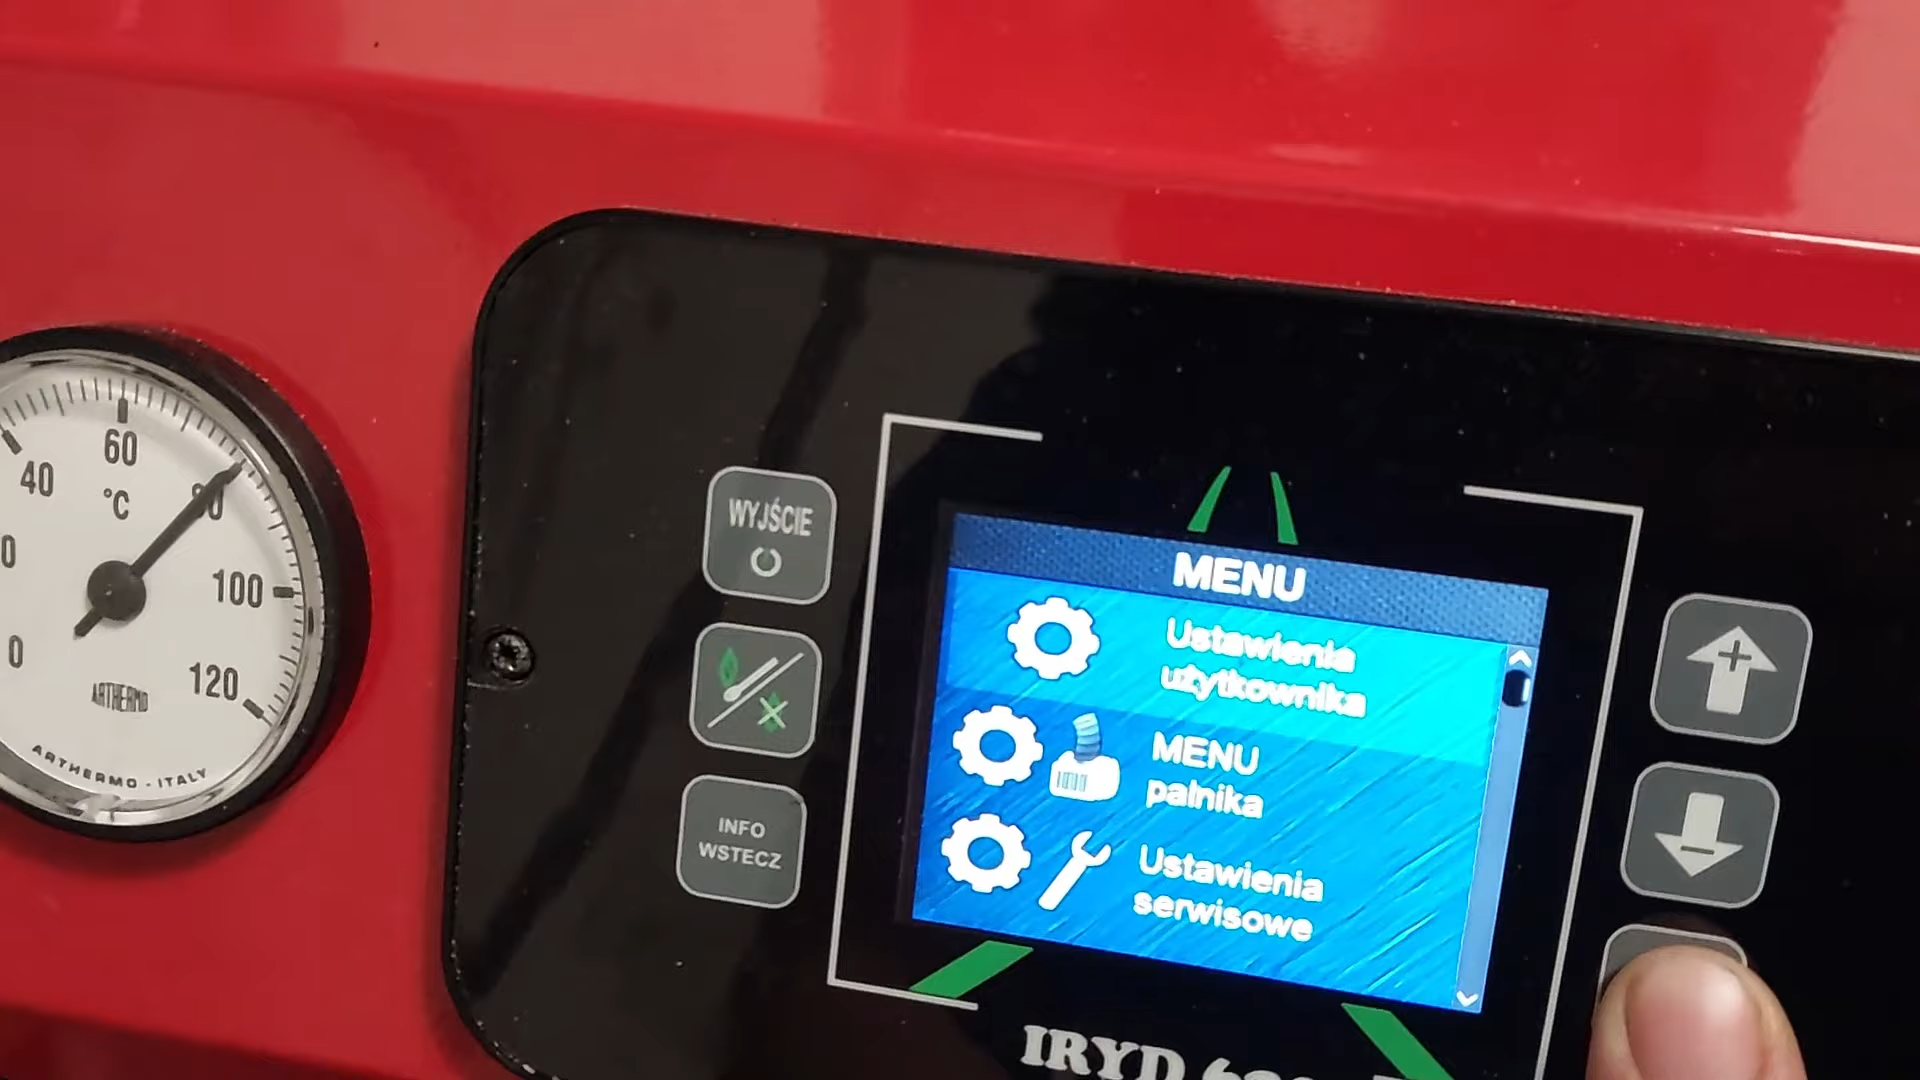 60
40
°C
80
0
100
0
120
ARTHERMO
ARTHERMO - ITALY
WYJŚCIE
INFO
WSTECZ
MENU
Ustawienia
użytkownika
MENU
palnika
Ustawienia
serwisowe
+
-
IRYD